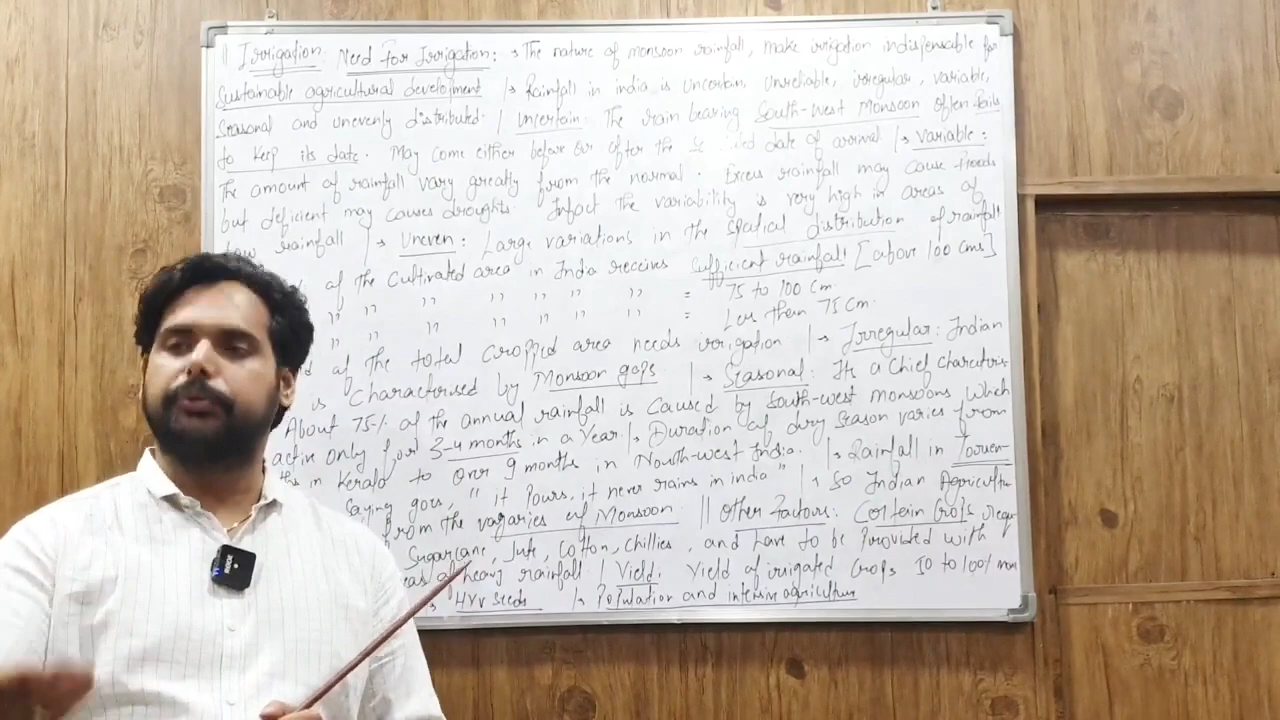 || Irrigation: Need For Irrigation: → The nature of monsoon rainfall, make irrigation indispensable for
Sustainable agricultural development |→ Rainfall in india is uncertain, Unreliable, irregular, variable,
Seasonal and unevenly distributed. | Uncertain: The rain bearing South-West Monsoon often fails
to keep its date. May come either before or after the date of arrival |→ Variable:
The amount of rainfall vary greatly from the normal. Excess rainfall may cause floods
but deficient may causes droughts. Infact the variability is very high in areas of
low rainfall |→ Uneven: Large variations in the spatial distribution of rainfall
of the cultivated area in India receives sufficient rainfall [above 100 cms]
" " " " " " " = 75 to 100 cm.
" " " " " " " = Less then 75 cm.
of the total cropped area needs irrigation |→ Irregular: Indian
is characterised by Monsoon gaps |→ Seasonal: Its a Chief
About 75% of the annual rainfall is caused by South-west monsoons which
active only for 3-4 months in a Year |→ Duration of dry Season varies from
in Kerala to Over 9 months in North-west India. |→ Rainfall in Torren-
Saying goes, "it Pours, it never rains in india" |→ So Indian Agricultu
from the vagaries of Monsoon. || Other Factors: Certain Crops
Sugarcane, Jute, Cotton, Chillies, and have to be Provided with
of heavy rainfall | Yield: Yield of irrigated Crops 50 to 100%
→ HYV Seeds |→ Population and intensive agriculture
RODE